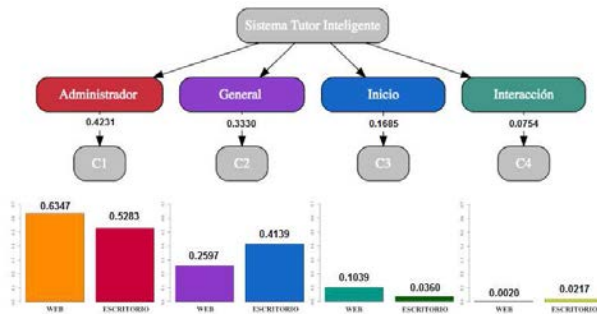 Sistema Tutor Inteligente
Administrador General Inicio Interacción
0.4231 0.3330 0.1685 0.0754
C1 C2 C3 C4
0.6347 0.5283 0.2597 0.4139 0.1039 0.0360 0.0020 0.0217
WEB ESCRITORIO WEB ESCRITORIO WEB ESCRITORIO WEB ESCRITORIO